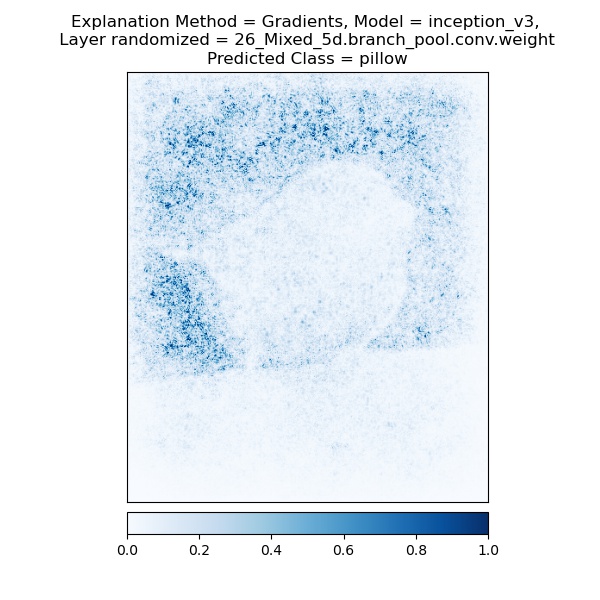 Explanation Method = Gradients, Model = inception_v3,
Layer randomized = 26_Mixed_5d.branch_pool.conv.weight
Predicted Class = pillow
0.0 0.2 0.4 0.6 0.8 1.0